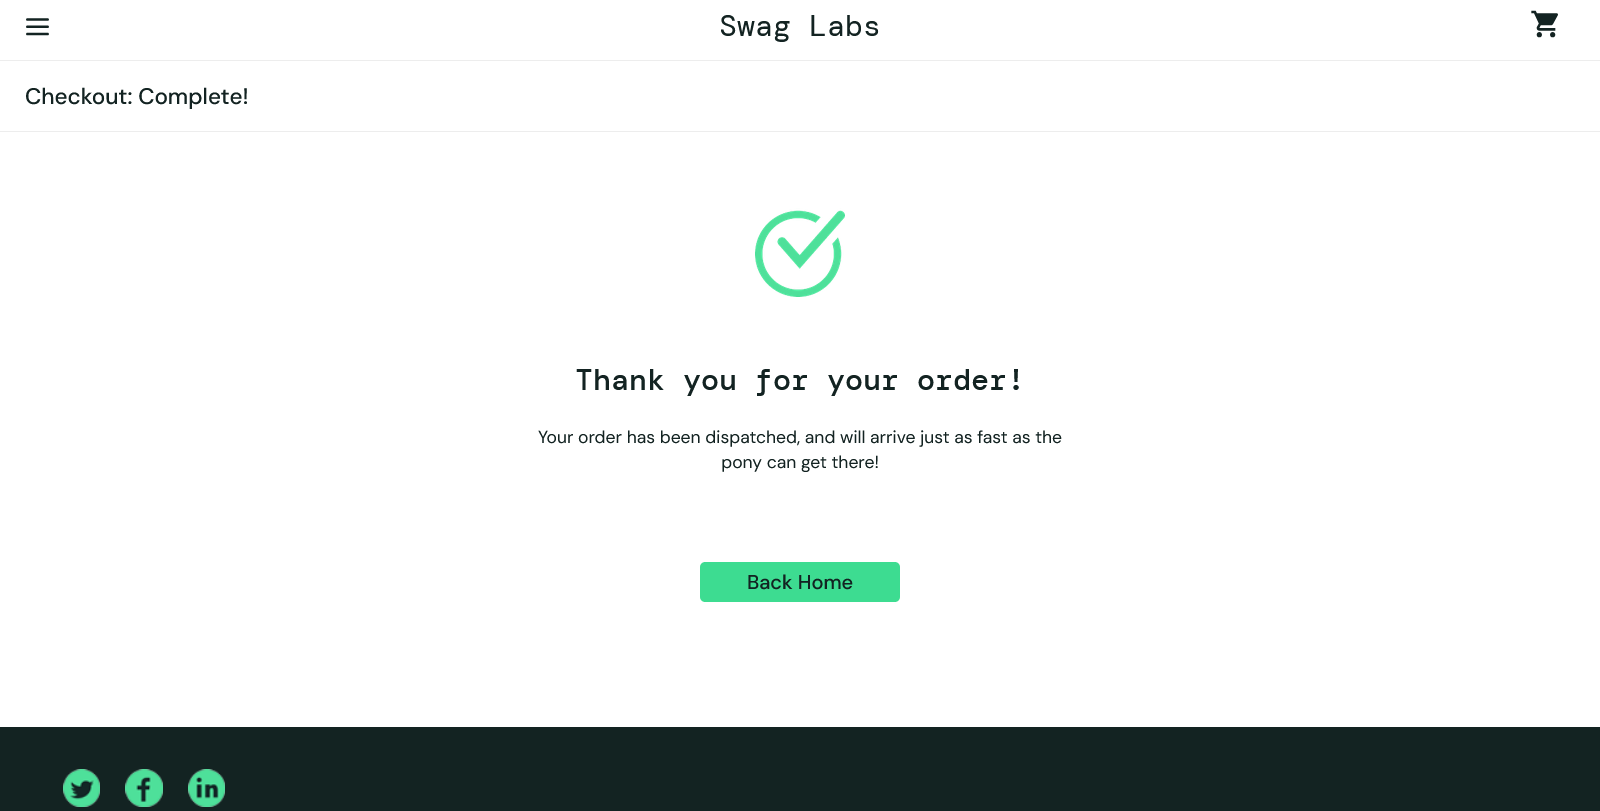 Swag Labs
Checkout: Complete!
Thank you for your order!
Your order has been dispatched, and will arrive just as fast as the
pony can get there!
Back Home